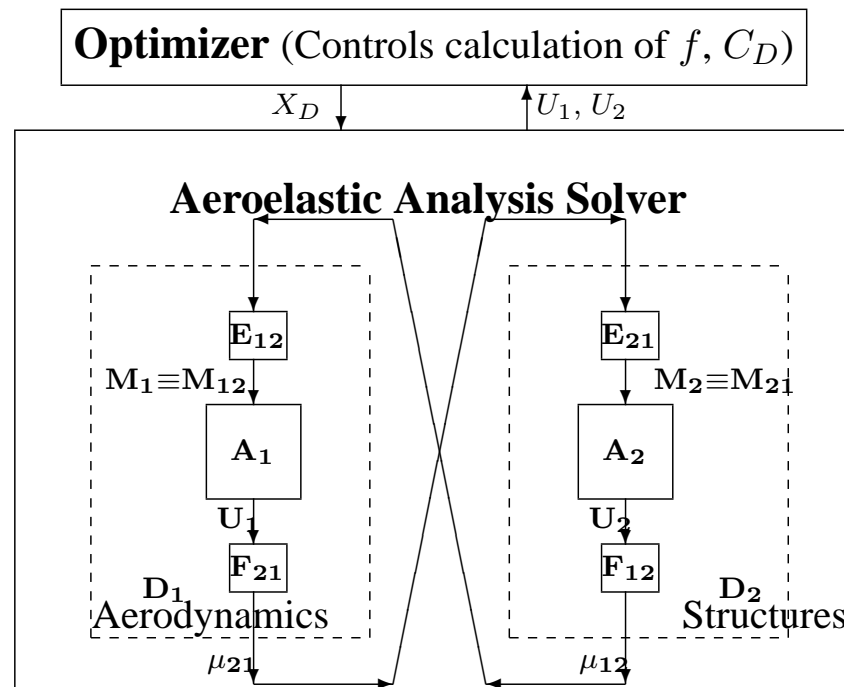 Optimizer (Controls calculation of f, C_D)
X_D U_1, U_2
Aeroelastic Analysis Solver
E_12 E_21
M_1≡M_12 M_2≡M_21
A_1 A_2
U_1 U_2
F_21 F_12
D_1 D_2
Aerodynamics Structures
μ_21 μ_12